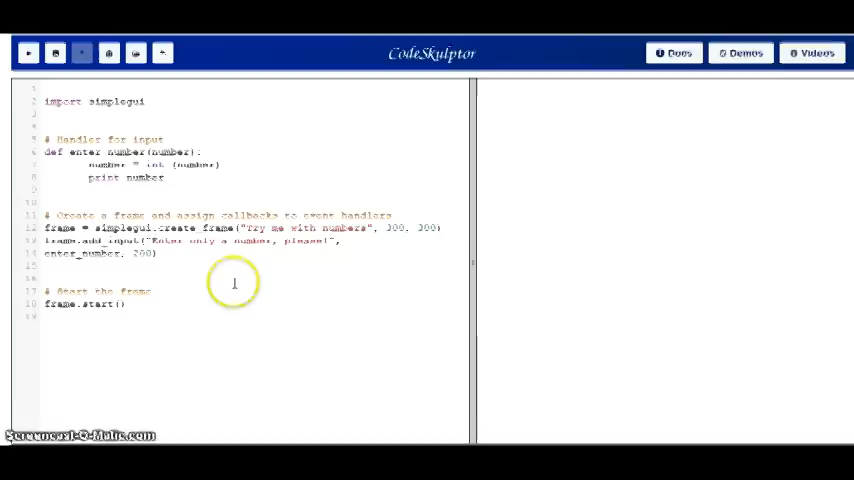 CodeSkulptor
Docs
Demos
Videos
1
2 import simplegui
3
4
5 # Handler for input
6 def enter_number(number):
7 number = int (number)
8 print number
9
10
11 # Create a frame and assign callbacks to event handlers
12 frame = simplegui.create_frame("Try me with numbers", 300, 300)
13 frame.add_input("Enter only a number, please!",
14 enter_number, 200)
15
16
17 # Start the frame
18 frame.start()
19
Screencast-O-Matic.com